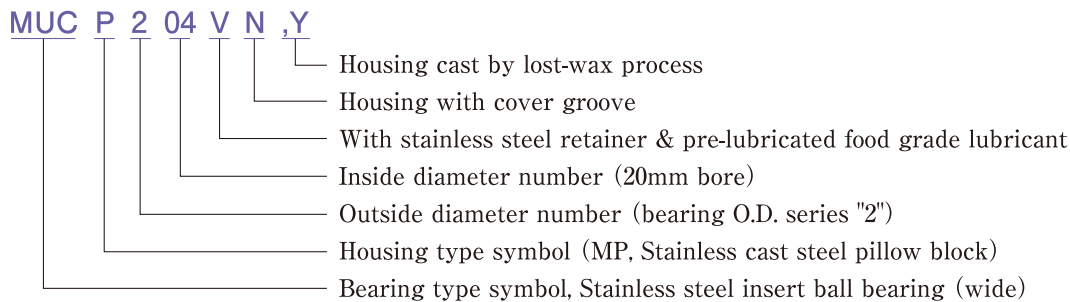 MUC P 2 04 V N ,Y
Housing cast by lost-wax process
Housing with cover groove
With stainless steel retainer & pre-lubricated food grade lubricant
Inside diameter number (20mm bore)
Outside diameter number (bearing O.D. series "2")
Housing type symbol (MP, Stainless cast steel pillow block)
Bearing type symbol, Stainless steel insert ball bearing (wide)